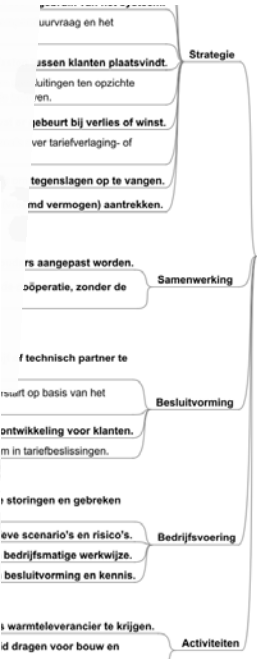 uurvraag en het
ussen klanten plaatsvindt.
Strategie
luitingen ten opzichte
ven.
gebeurt bij verlies of winst.
ver tariefverlaging- of
tegenslagen op te vangen.
md vermogen) aantrekken.
rs aangepast worden.
Samenwerking
oöperatie, zonder de
f technisch partner te
start op basis van het
Besluitvorming
ontwikkeling voor klanten.
m in tariefbeslissingen.
e storingen en gebreken
eve scenario's en risico's.
Bedrijfsvoering
bedrijfsmatige werkwijze.
besluitvorming en kennis.
s warmteleverancier te krijgen.
id dragen voor bouw en
Activiteiten